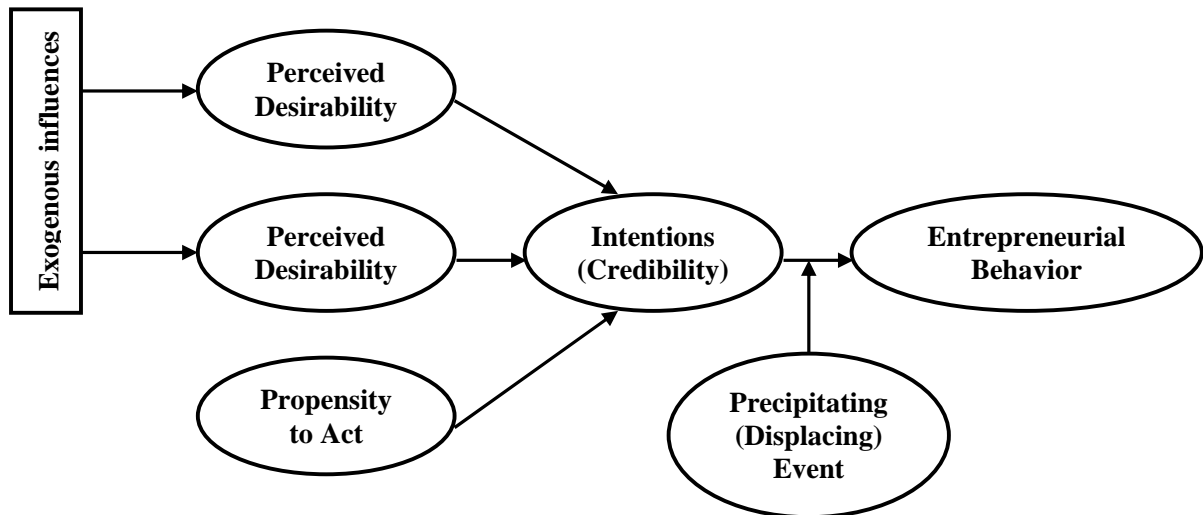 Exogenous influences
Perceived
Desirability
Perceived
Desirability
Propensity
to Act
Intentions
(Credibility)
Entrepreneurial
Behavior
Precipitating
(Displacing)
Event